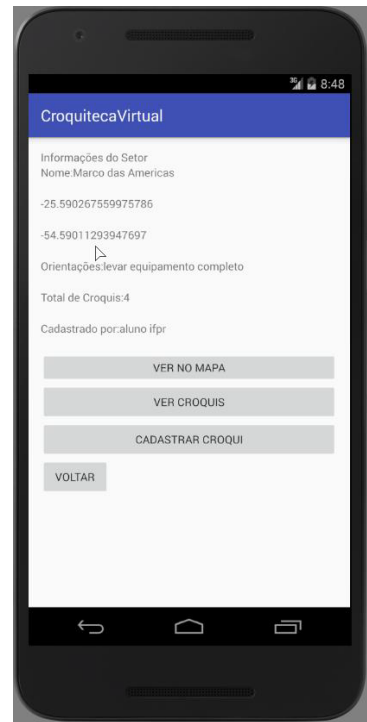 3G 8:48
CroquitecaVirtual
Informações do Setor
Nome:Marco das Americas
-25.590267559975786
-54.59011293947697
Orientações:levar equipamento completo
Total de Croquis:4
Cadastrado por:aluno ifpr
VER NO MAPA
VER CROQUIS
CADASTRAR CROQUI
VOLTAR